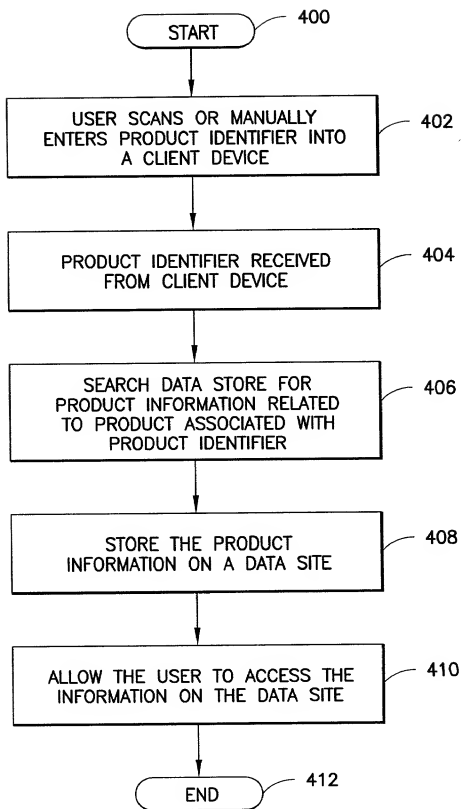 START
400
USER SCANS OR MANUALLY
ENTERS PRODUCT IDENTIFIER INTO
A CLIENT DEVICE
402
PRODUCT IDENTIFIER RECEIVED
FROM CLIENT DEVICE
404
SEARCH DATA STORE FOR
PRODUCT INFORMATION RELATED
TO PRODUCT ASSOCIATED WITH
PRODUCT IDENTIFIER
406
STORE THE PRODUCT
INFORMATION ON A DATA SITE
408
ALLOW THE USER TO ACCESS THE
INFORMATION ON THE DATA SITE
410
END
412